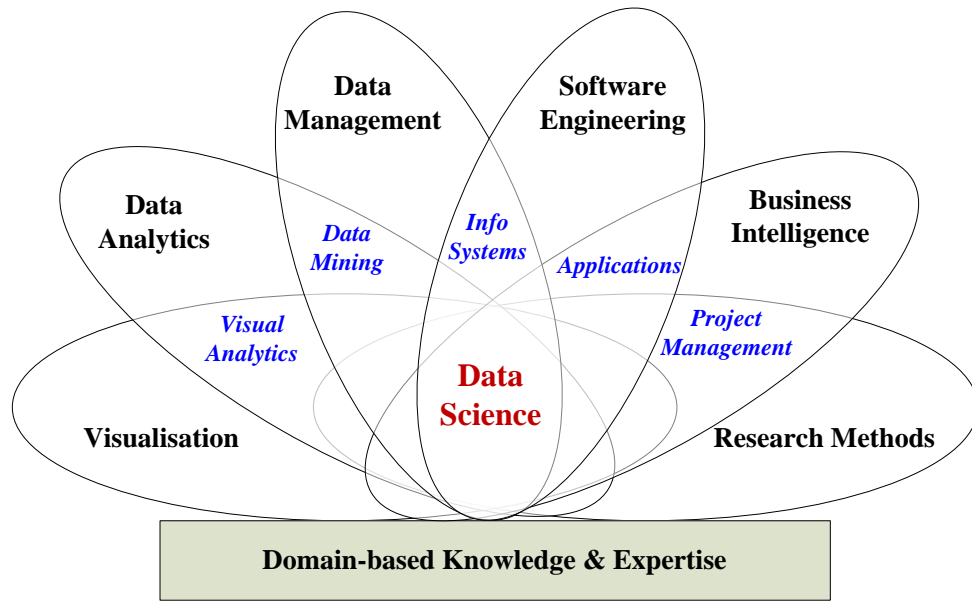 Data
Management
Software
Engineering
Data
Analytics
Business
Intelligence
Data
Mining
Info
Systems
Applications
Visual
Analytics
Project
Management
Data
Science
Visualisation
Research Methods
Domain-based Knowledge & Expertise